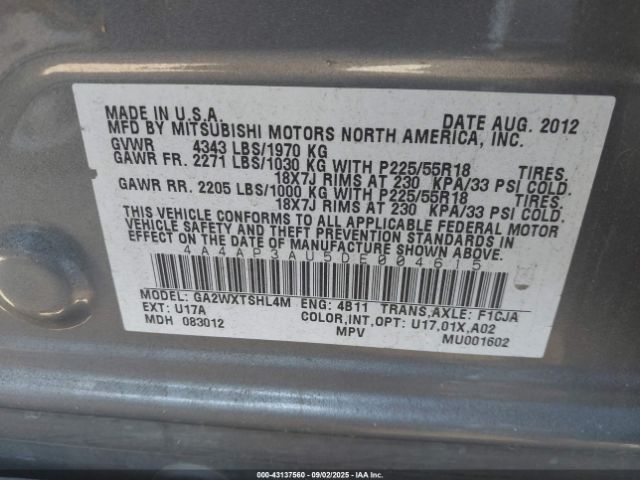 MADE IN U.S.A. DATE AUG. 2012
MFD BY MITSUBISHI MOTORS NORTH AMERICA, INC.
GVWR 4343 LBS/1970 KG
GAWR FR. 2271 LBS/1030 KG WITH P225/55R18 TIRES.
18X7J RIMS AT 230 KPA/33 PSI COLD.
GAWR RR. 2205 LBS/1000 KG WITH P225/55R18 TIRES.
18X7J RIMS AT 230 KPA/33 PSI COLD.
THIS VEHICLE CONFORMS TO ALL APPLICABLE FEDERAL MOTOR
VEHICLE SAFETY AND THEFT PREVENTION STANDARDS IN
EFFECT ON THE DATE OF MANUFACTURE SHOWN ABOVE.
4A4AP3AU5DE004615
MODEL: GA2WXTSHL4M ENG: 4B11 TRANS,AXLE: F1CJA
EXT: U17A COLOR,INT,OPT: U17,01X,A02
MDH 083012 MPV MU001602
000-43137560 - 09/02/2025 - IAAI.COM